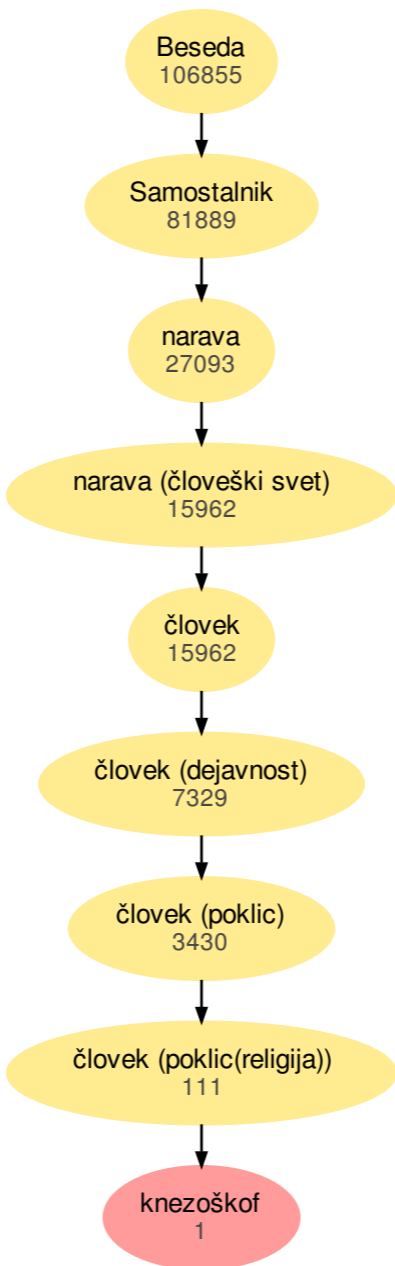 Beseda
106855
Samostalnik
81889
narava
27093
narava (človeški svet)
15962
človek
15962
človek (dejavnost)
7329
človek (poklic)
3430
človek (poklic(religija))
111
knezoškof
1